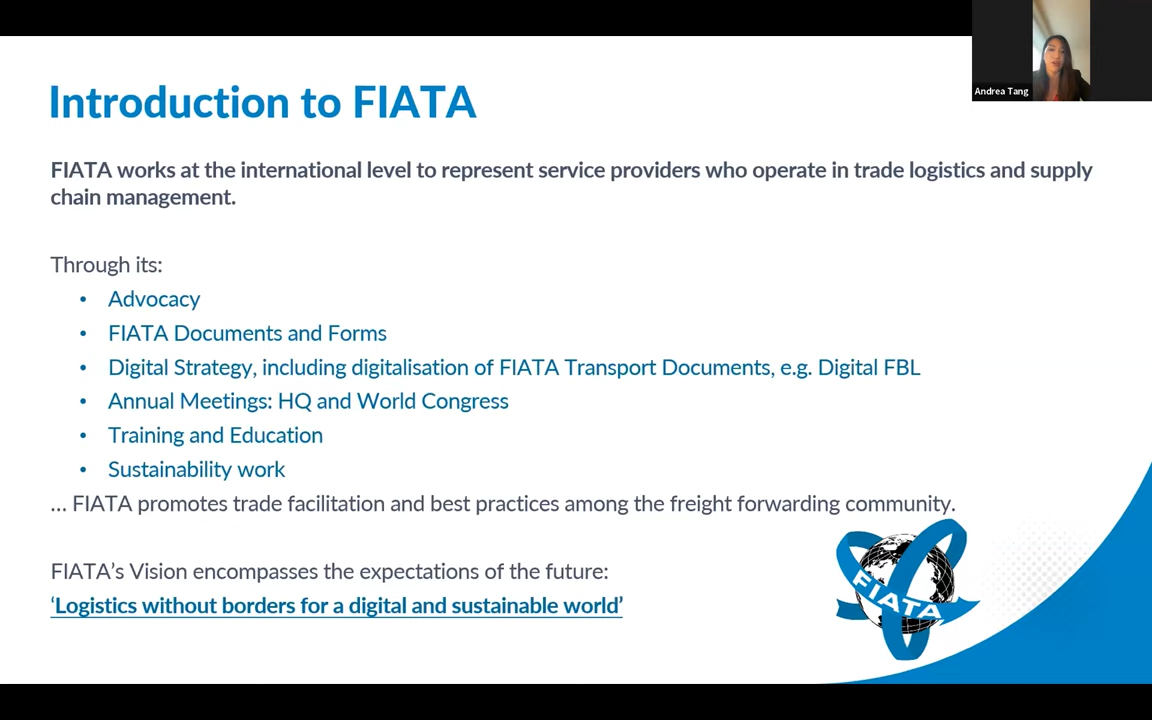 Andrea Tang
Introduction to FIATA
FIATA works at the international level to represent service providers who operate in trade logistics and supply
chain management.
Through its:
• Advocacy
• FIATA Documents and Forms
• Digital Strategy, including digitalisation of FIATA Transport Documents, e.g. Digital FBL
• Annual Meetings: HQ and World Congress
• Training and Education
• Sustainability work
... FIATA promotes trade facilitation and best practices among the freight forwarding community.
FIATA’s Vision encompasses the expectations of the future:
‘Logistics without borders for a digital and sustainable world’
FIATA